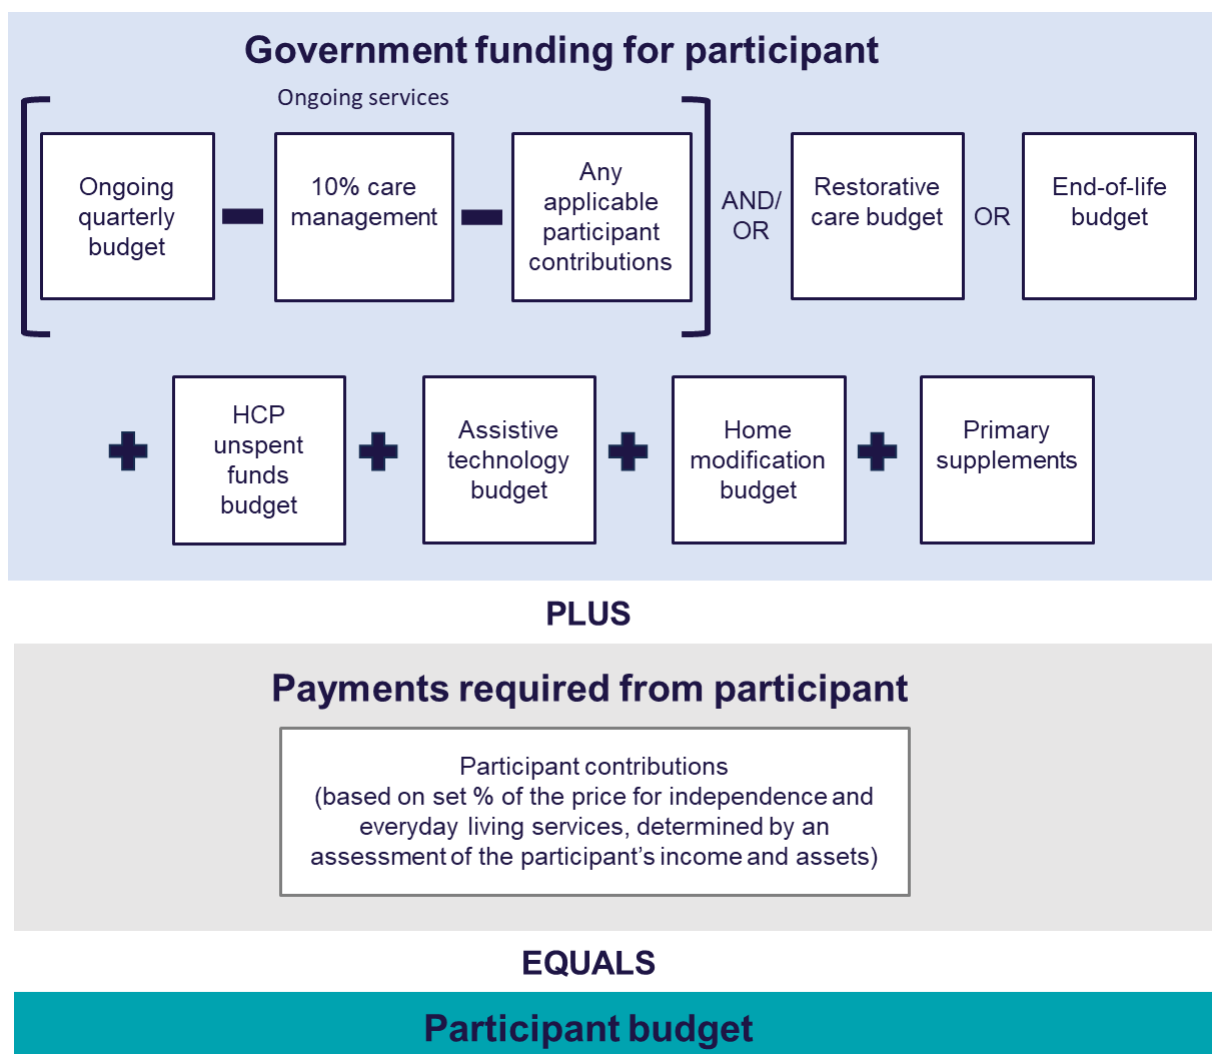 Government funding for participant
Ongoing services
Ongoing
quarterly
budget
10% care
management
Any
applicable
participant
contributions
AND/
OR
Restorative
care budget
OR
End-of-life
budget
HCP
unspent
funds
budget
Assistive
technology
budget
Home
modification
budget
Primary
supplements
PLUS
Payments required from participant
Participant contributions
(based on set % of the price for independence and
everyday living services, determined by an
assessment of the participant's income and assets)
EQUALS
Participant budget